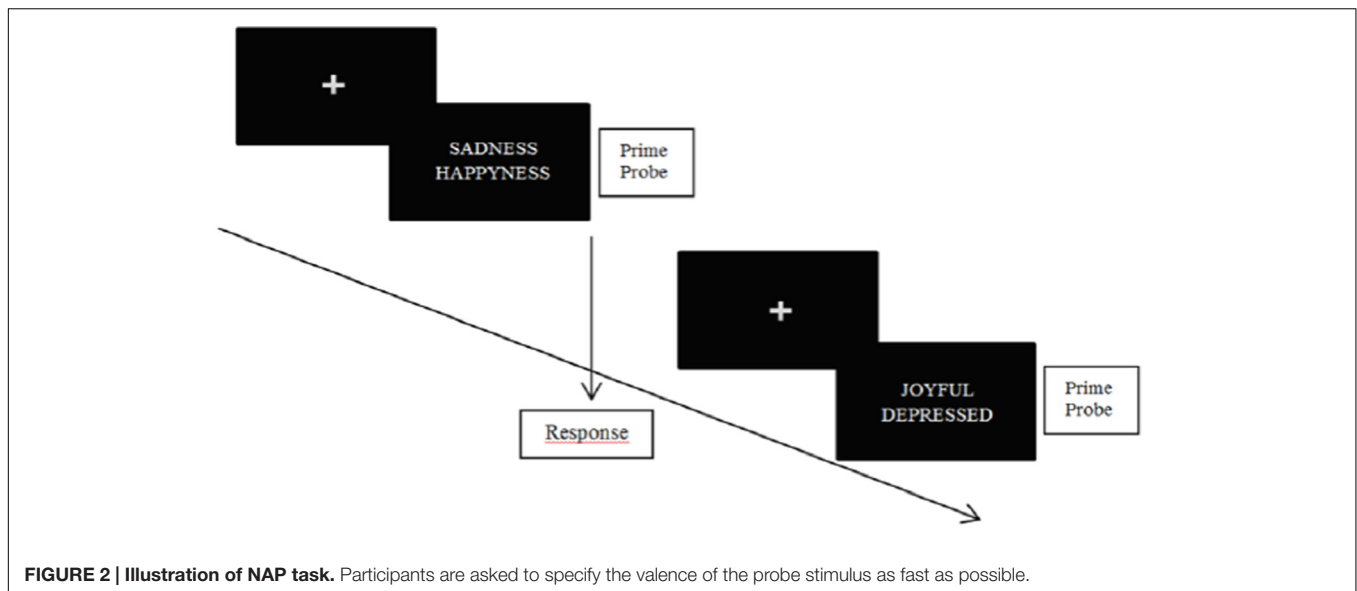 +
SADNESS
HAPPYNESS
Prime
Probe
Response
+
JOYFUL
DEPRESSED
Prime
Probe
FIGURE 2 | Illustration of NAP task. Participants are asked to specify the valence of the probe stimulus as fast as possible.